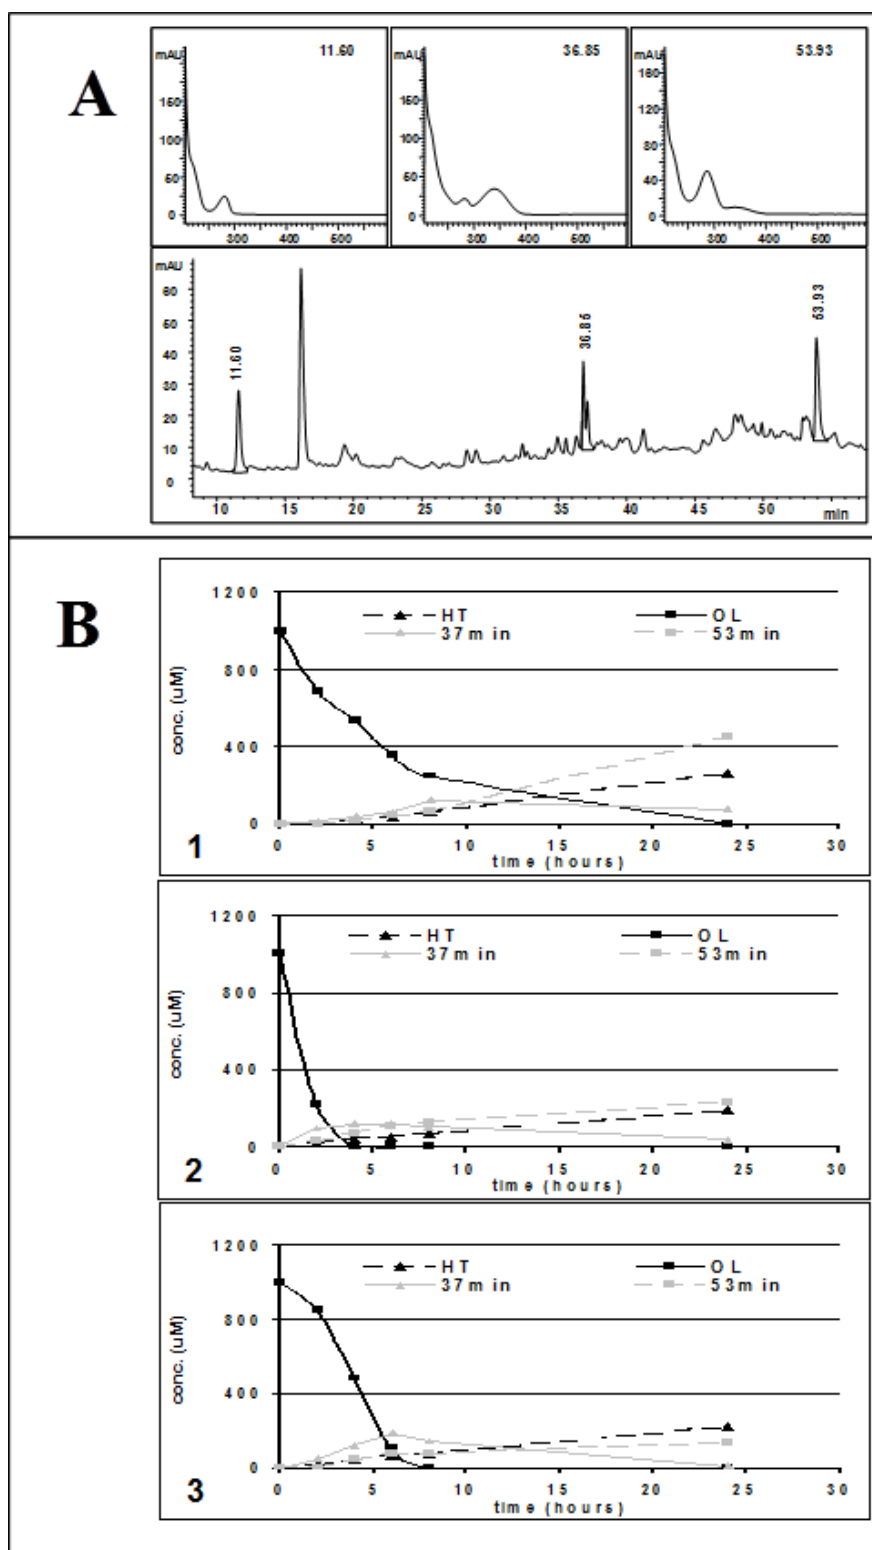 A
mAU 11.60
150
100
50
0
300 400 500
mAU 36.85
150
100
50
0
300 400 500
mAU 53.93
160
120
80
40
0
300 400 500
mAU
60
50
40
30
20
10
0
11.60
36.85
53.93
10 15 20 25 30 35 40 45 50
min
B
1200
800
400
0
conc. (uM)
HT OL
37min 53min
0 5 10 15 20 25 30
time (hours)
1
1200
800
400
0
conc. (uM)
HT OL
37min 53min
0 5 10 15 20 25 30
time (hours)
2
1200
800
400
0
conc. (uM)
HT OL
37min 53min
0 5 10 15 20 25 30
time (hours)
3